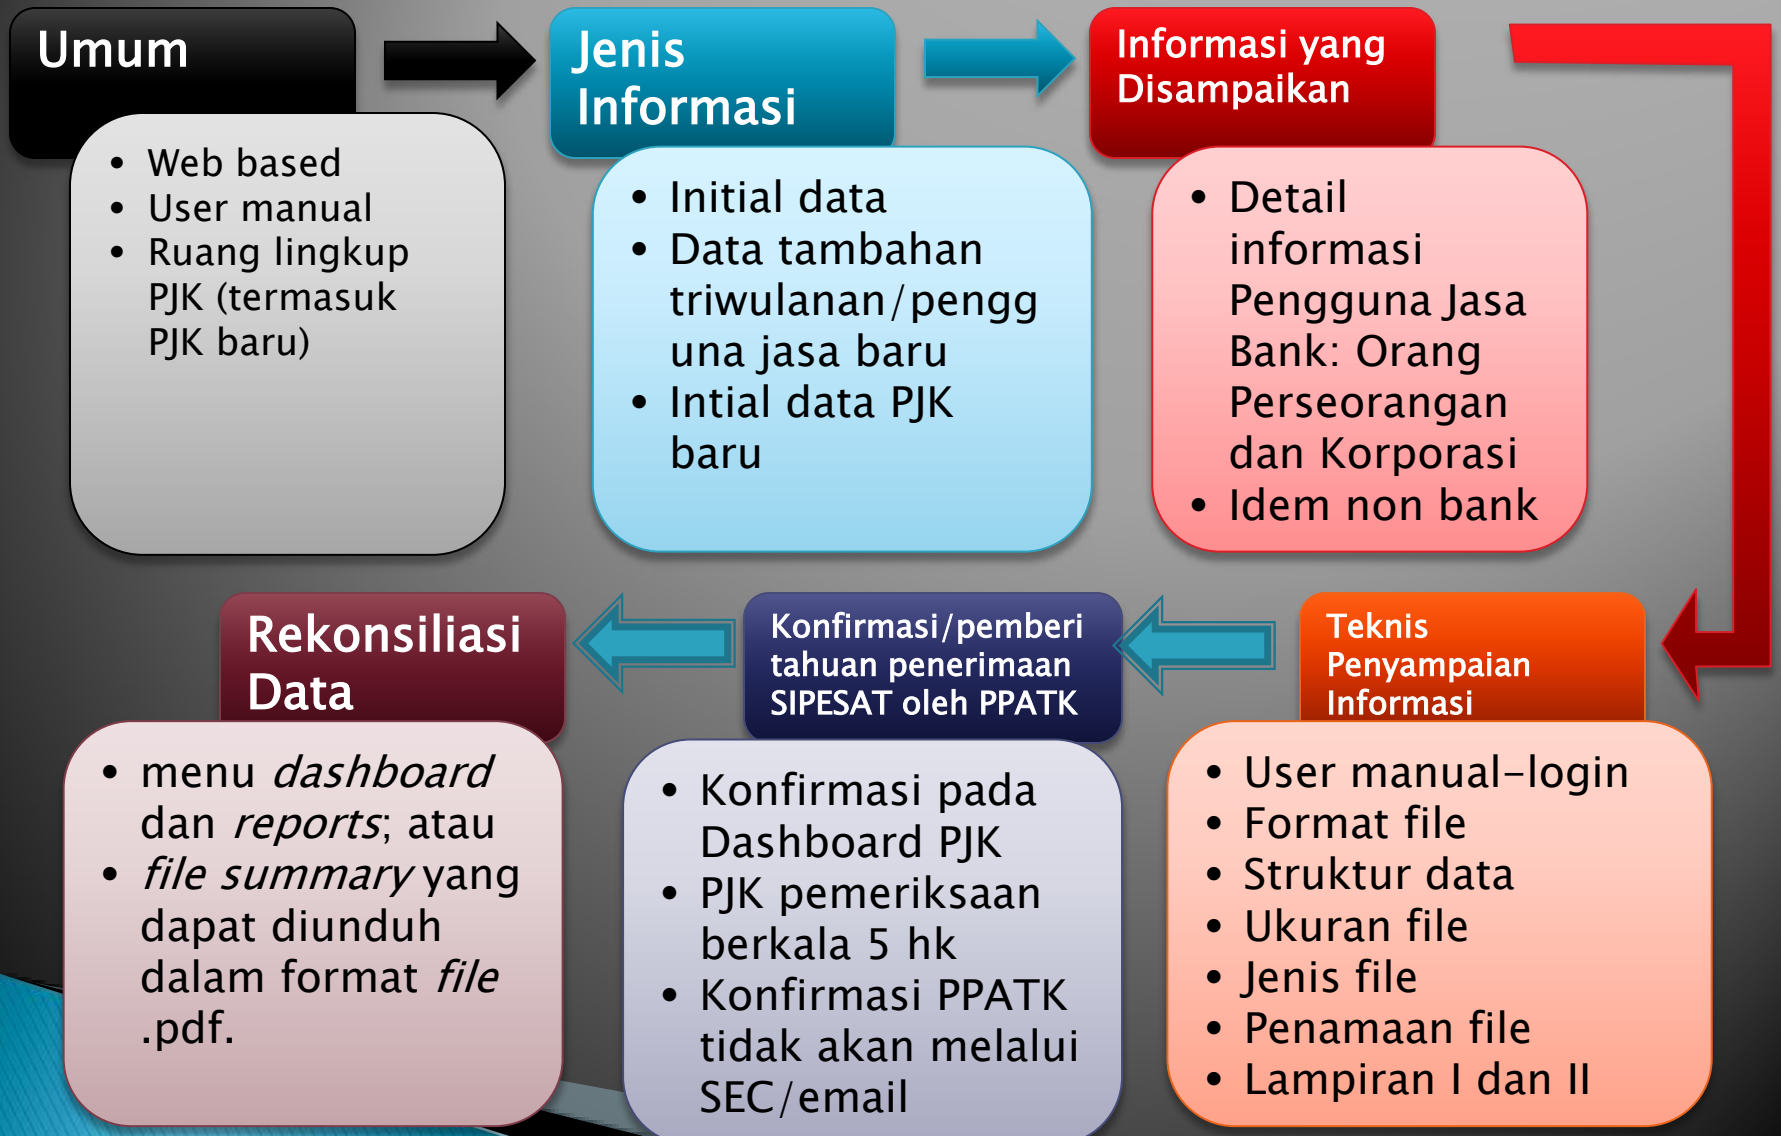 Umum
• Web based
• User manual
• Ruang lingkup
PJK (termasuk
PJK baru)
Jenis
Informasi
• Initial data
• Data tambahan
triwulanan/pengg
una jasa baru
• Intial data PJK
baru
Informasi yang
Disampaikan
• Detail
informasi
Pengguna Jasa
Bank: Orang
Perseorangan
dan Korporasi
• Idem non bank
Teknis
Penyampaian
Informasi
• User manual-login
• Format file
• Struktur data
• Ukuran file
• Jenis file
• Penamaan file
• Lampiran I dan II
Konfirmasi/pemberi
tahuan penerimaan
SIPESAT oleh PPATK
• Konfirmasi pada
Dashboard PJK
• PJK pemeriksaan
berkala 5 hk
• Konfirmasi PPATK
tidak akan melalui
SEC/email
Rekonsiliasi
Data
• menu dashboard
dan reports; atau
• file summary yang
dapat diunduh
dalam format file
.pdf.